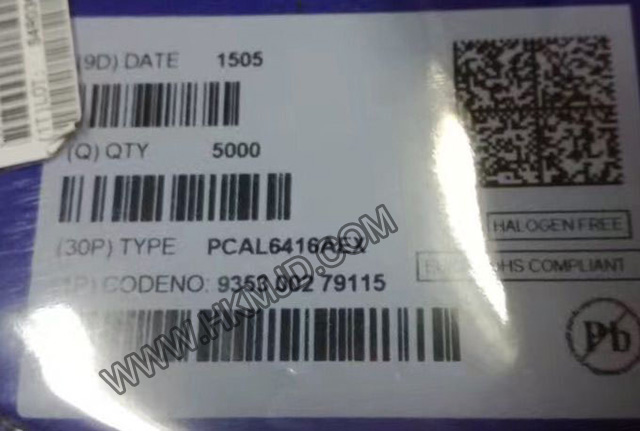 (9D) DATE 1505
(Q) QTY 5000
(30P) TYPE PCAL6416AEX
CODENO: 9353 002 79115
HALOGEN FREE
COMPLIANT
Pb
WWW.HKMJD.COM